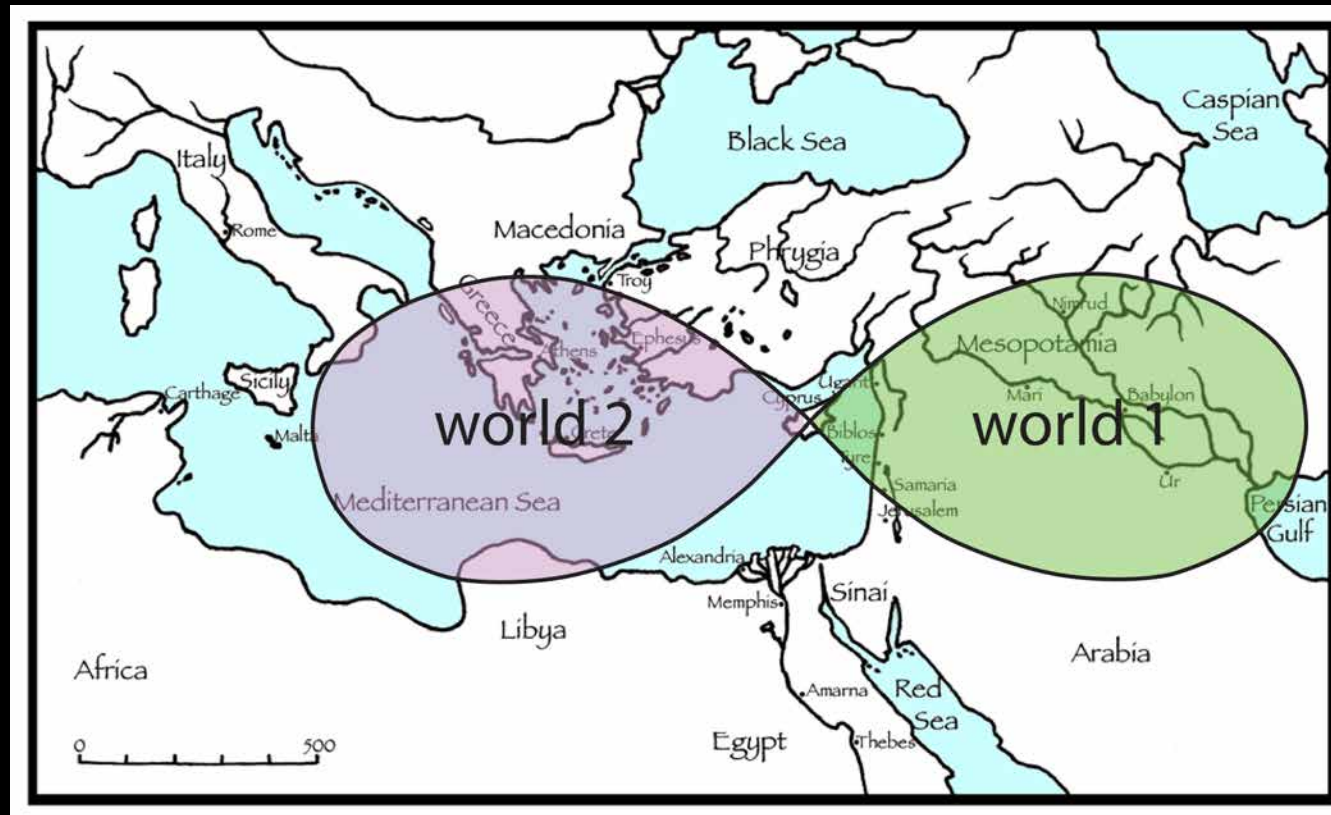 Caspian
Sea
Black Sea
Italy
Rome
Macedonia
Phrygia
Troy
Greece
Nimrud
Athens
Ephesus
Mesopotamia
Ugarit
Cyprus
Mari
Babylon
Carthage
Sicily
Malta
world 2
world 1
Crete
Biblos
Tyre
Ur
Samaria
Jerusalem
Mediterranean Sea
Persian
Gulf
Alexandria
Memphis
Sinai
Libya
Arabia
Africa
Amarna
Red
Sea
Egypt
Thebes
0 500